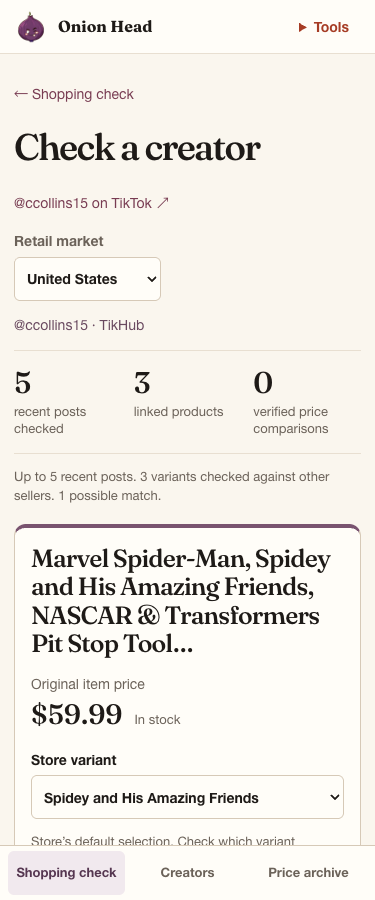 Onion Head
▶ Tools
← Shopping check
Check a creator
@ccollins15 on TikTok ↗
Retail market
United States
@ccollins15 · TikHub
5
recent posts
checked
3
linked products
0
verified price
comparisons
Up to 5 recent posts. 3 variants checked against other
sellers. 1 possible match.
Marvel Spider-Man, Spidey
and His Amazing Friends,
NASCAR & Transformers
Pit Stop Tool...
Original item price
$59.99 In stock
Store variant
Spidey and His Amazing Friends
Store's default selection. Check which variant
Shopping check
Creators
Price archive